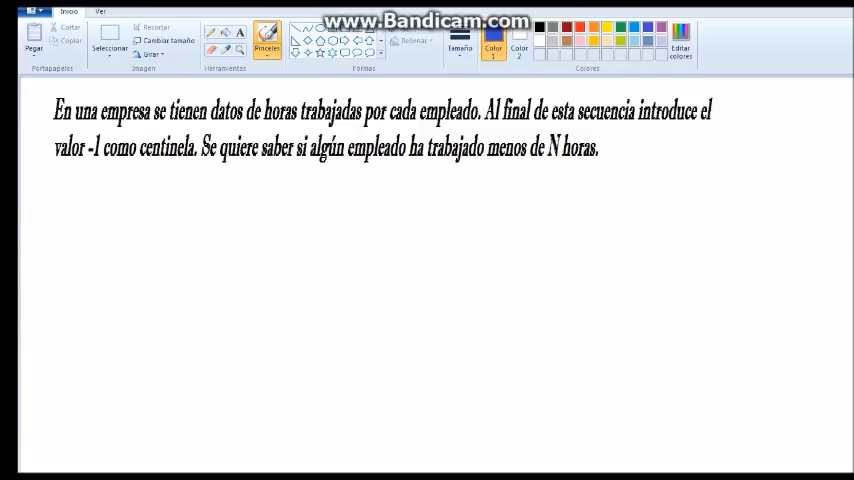 www.Bandicam.com
Inicio Ver
Pegar
Cortar
Copiar
Portapapeles
Seleccionar
Recortar
Cambiar tamaño
Girar
Imagen
A
Herramientas
Pinceles
Formas
Rellenar
Tamaño
Color 1
Color 2
Colores
Editar colores
En una empresa se tienen datos de horas trabajadas por cada empleado. Al final de esta secuencia introduce el
valor -1 como centinela. Se quiere saber si algún empleado ha trabajado menos de N horas.